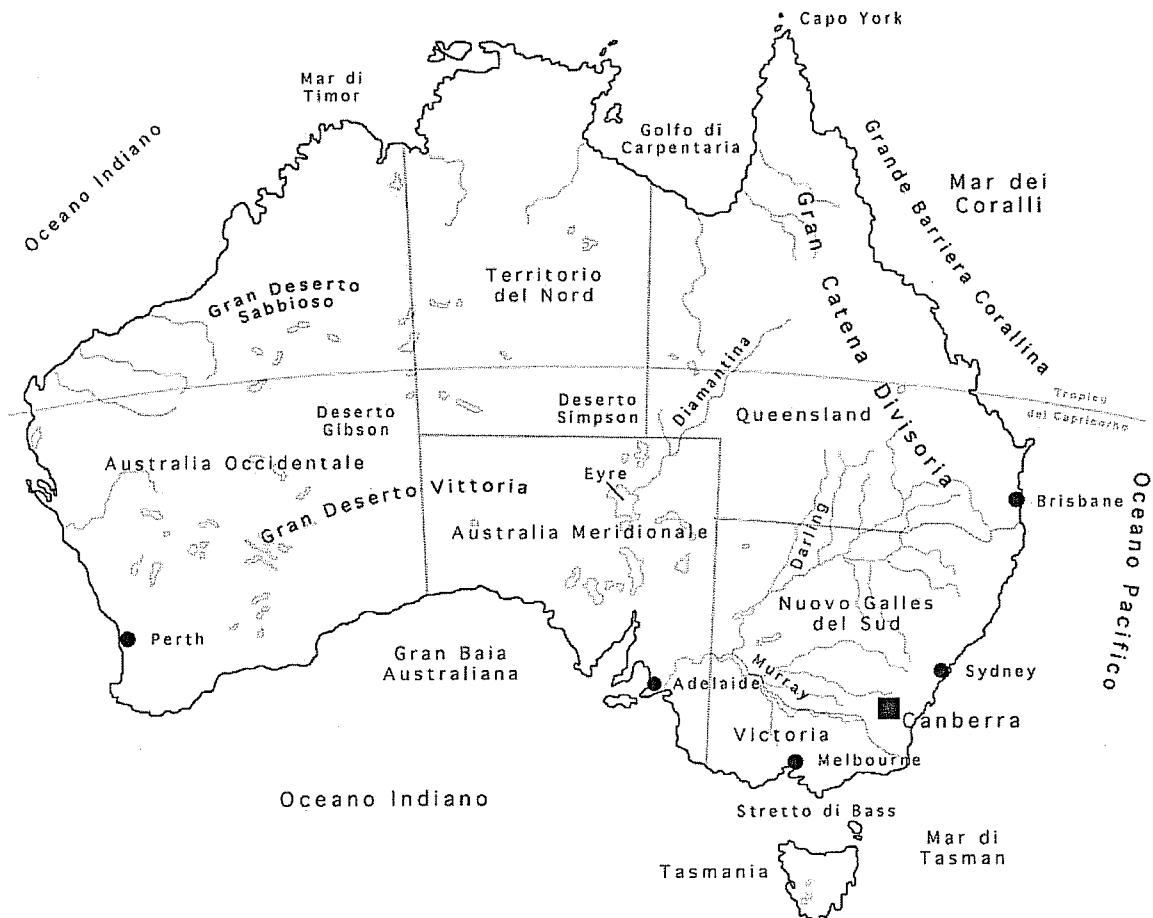 Capo York
Mar di
Timor
Golfo di
Carpentaria
Oceano Indiano
Grande Barriera Corallina
Mar dei
Coralli
Gran Catena Divisoria
Territorio
del Nord
Gran Deserto
Sabbioso
Diamantina
Tropico
del Capricorno
Deserto
Gibson
Deserto
Simpson
Queensland
Australia Occidentale
Eyre
Gran Deserto Vittoria
Brisbane
Oceano Pacifico
Australia Meridionale
Darling
Nuovo Galles
del Sud
Perth
Gran Baia
Australiana
Murray
Adelaide
Sydney
Canberra
Victoria
Melbourne
Oceano Indiano
Stretto di Bass
Mar di
Tasman
Tasmania